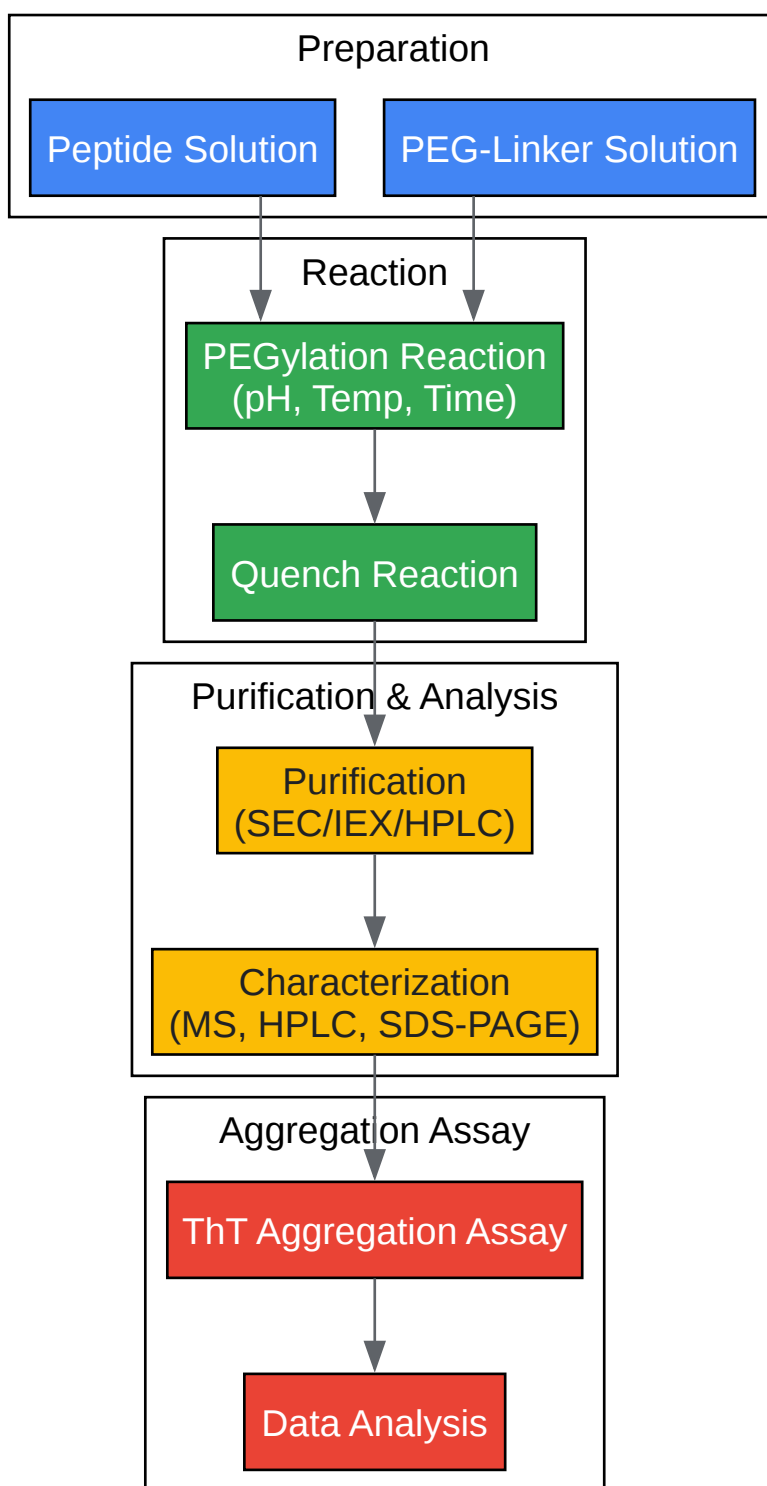 Preparation
Peptide Solution
PEG-Linker Solution
Reaction
PEGylation Reaction
(pH, Temp, Time)
Quench Reaction
Purification & Analysis
Purification
(SEC/IEX/HPLC)
Characterization
(MS, HPLC, SDS-PAGE)
Aggregation Assay
ThT Aggregation Assay
Data Analysis